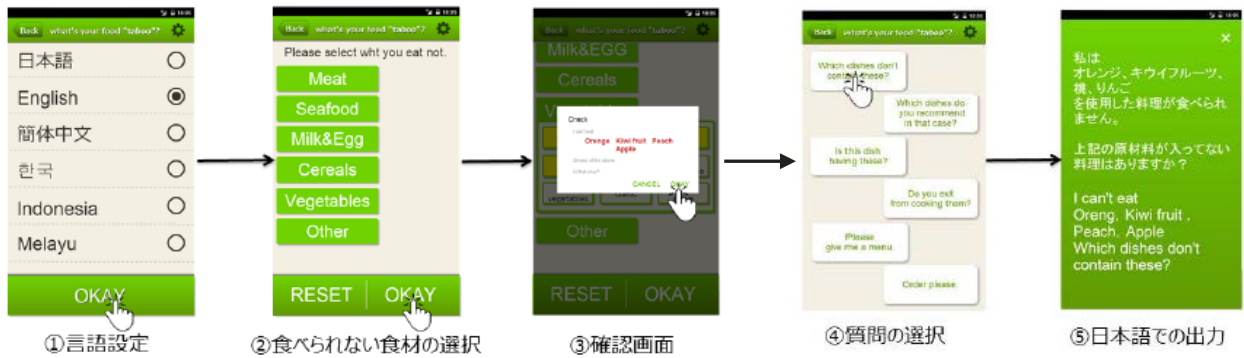 Back what's your food "taboo"?
日本語
English
簡体中文
한국
Indonesia
Melayu
OKAY
①言語設定
Back what's your food "taboo"?
Please select wht you eat not.
Meat
Seafood
Milk&Egg
Cereals
Vegetables
Other
RESET OKAY
②食べられない食材の選択
Back what's your food "taboo"?
Milk&EGG
Cereals
Check
I can't eat
Orenge Kiwi fruit Peach
Apple
CANCEL OKAY
vegetables
Other
RESET OKAY
③確認画面
Back what's your food "taboo"?
Which dishes don't
contain these?
Which dishes do
you recommend
in that case?
Is this dish
having these?
Do you exit
from cooking them?
Please
give me a menu.
Order please
④質問の選択
×
私は
オレンジ、キウイフルーツ、
桃、りんご
を使用した料理が食べられ
ません。
上記の原材料が入ってない
料理はありますか？
I can't eat
Oreng, Kiwi fruit ,
Peach, Apple
Which dishes don't
contain these?
⑤日本語での出力